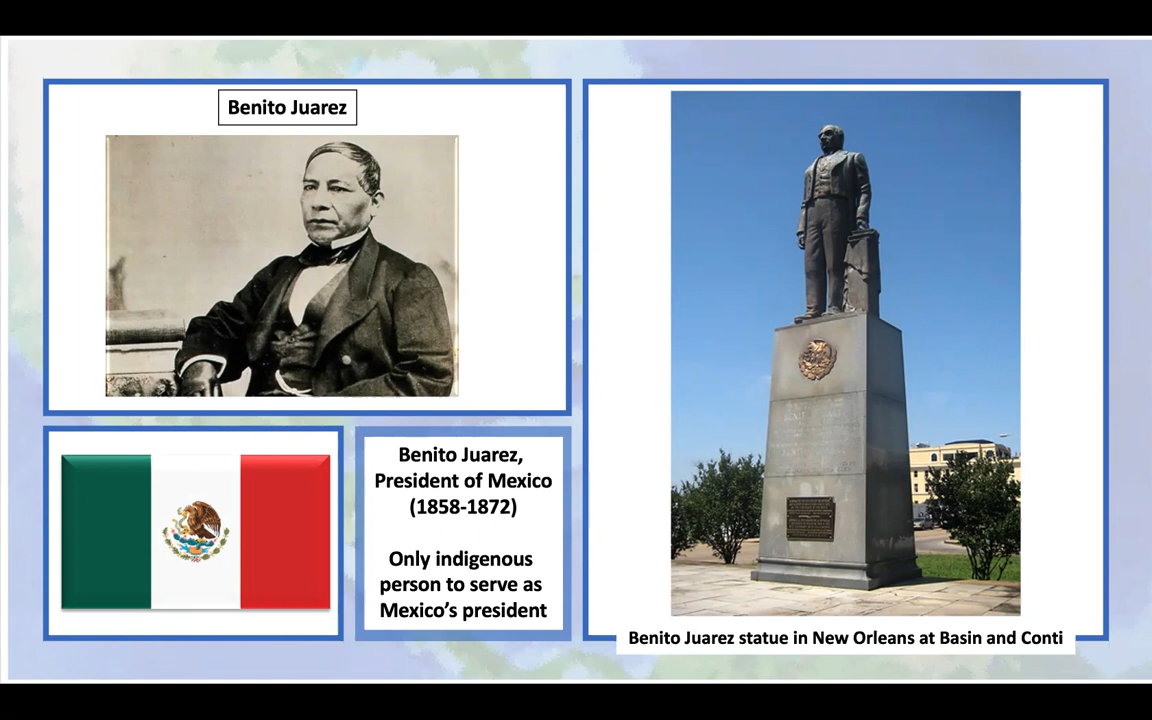 Benito Juarez
Benito Juarez,
President of Mexico
(1858-1872)
Only indigenous
person to serve as
Mexico's president
Benito Juarez statue in New Orleans at Basin and Conti